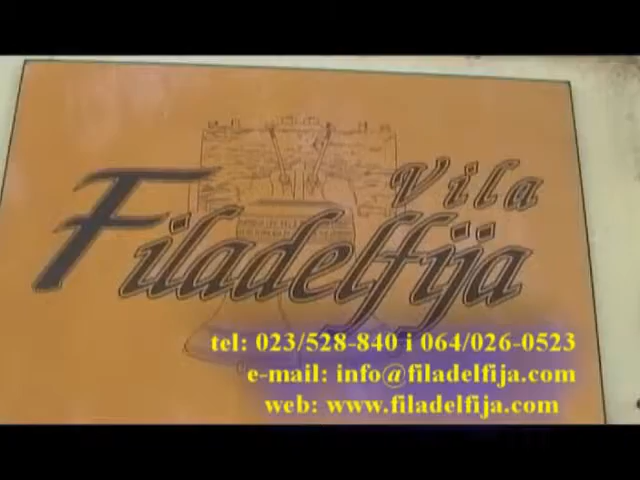 Vila
Filadelfija
tel: 023/528-840 i 064/026-0523
e-mail: info@filadelfija.com
web: www.filadelfija.com